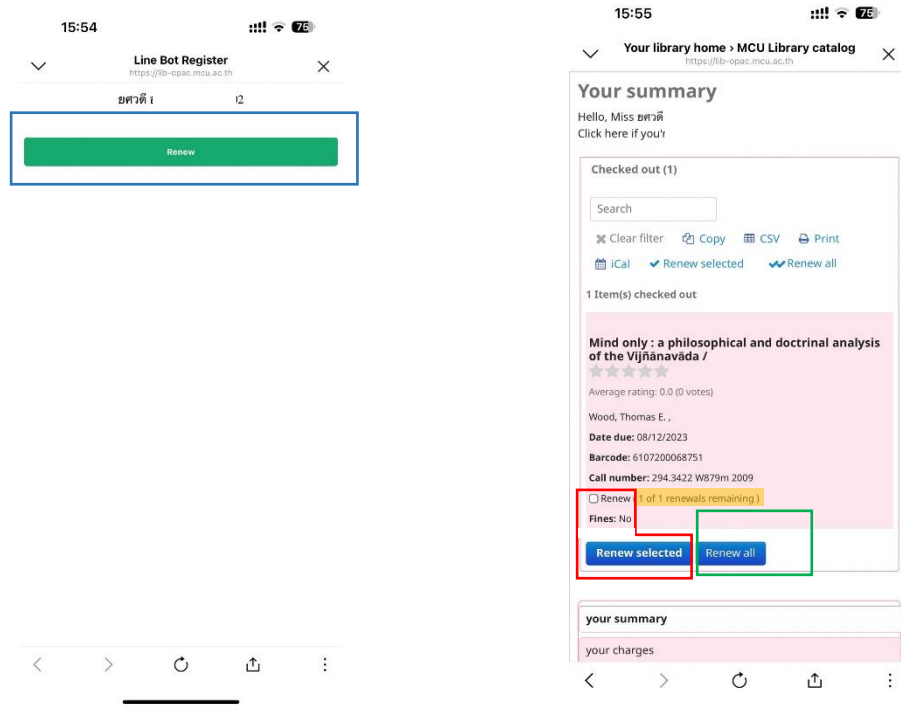 15:54
75
Line Bot Register
https://lib-opac.mcu.ac.th
ยศวดี
Renew
15:55
75
Your library home › MCU Library catalog
https://lib-opac.mcu.ac.th
Your summary
Hello, Miss ยศวดี
Click here if you'r
Checked out (1)
Search
Clear filter Copy CSV Print
iCal Renew selected Renew all
1 Item(s) checked out
Mind only : a philosophical and doctrinal analysis
of the Vijñānavāda /
Average rating: 0.0 (0 votes)
Wood, Thomas E. ,
Date due: 08/12/2023
Barcode: 6107200068751
Call number: 294.3422 W879m 2009
Renew ( 1 of 1 renewals remaining )
Fines: No
Renew selected Renew all
your summary
your charges